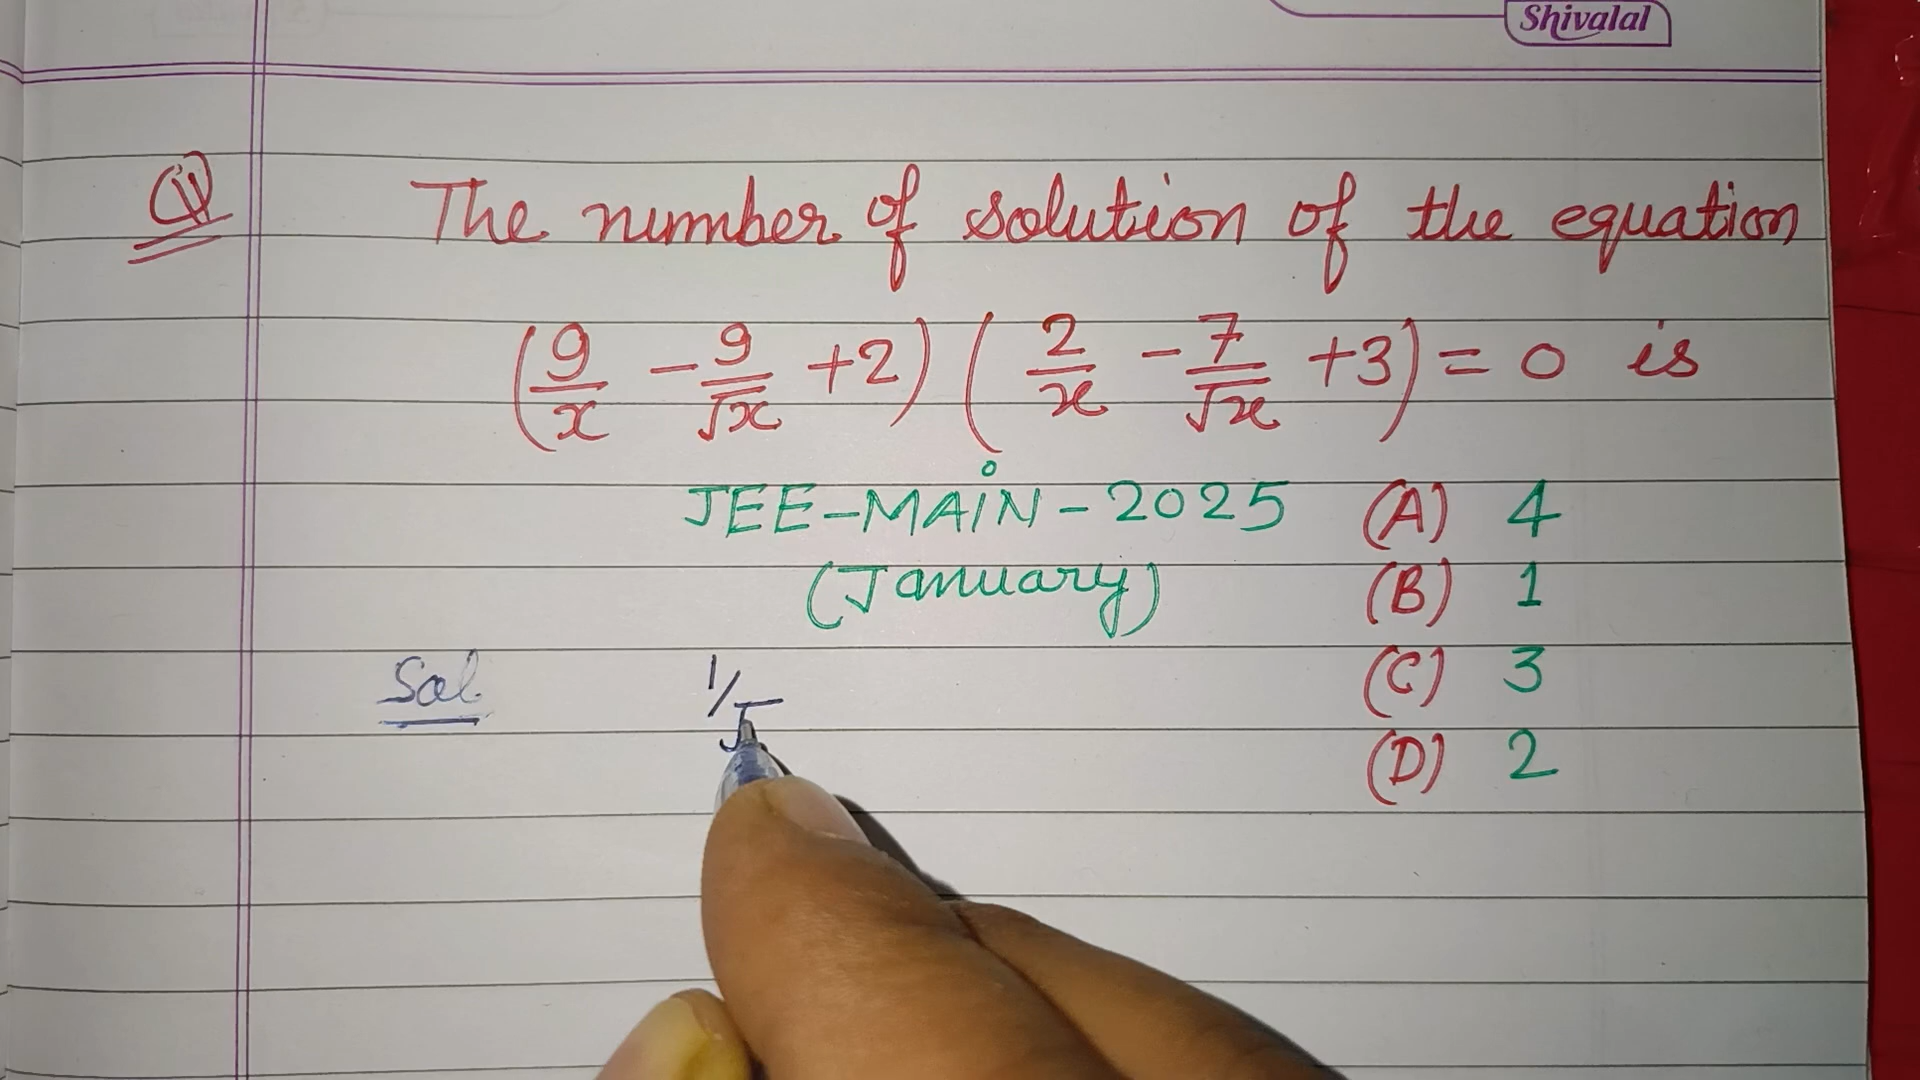 Shivalal
Q The number of solution of the equation
(9/x - 9/√x + 2) (2/x - 7/√x + 3) = 0 is
JEE-MAiN-2025 (A) 4
(January) (B) 1
Sol 1/√ (C) 3
(D) 2